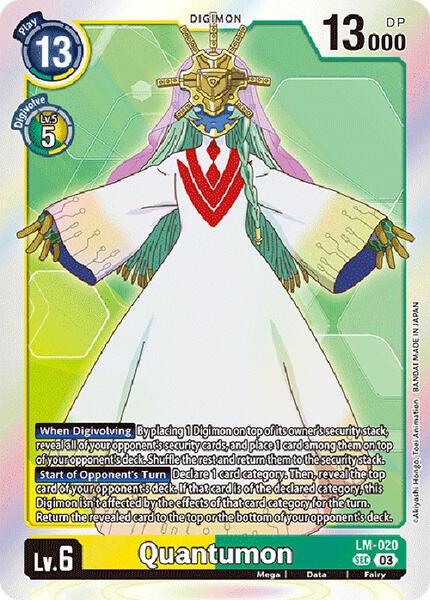 Play
DIGIMON
13
13000 DP
Digivolve
Lv.5
5
©Akiyoshi Hongo, Toei Animation BANDAI MADE IN JAPAN
When Digivolving By placing 1 Digimon on top of its owner's security stack,
reveal all of your opponent's security cards, and place 1 card among them on top
of your opponent's deck. Shuffle the rest and return them to the security stack.
Start of Opponent's Turn Declare 1 card category. Then, reveal the top
card of your opponent's deck. If that card is of the declared category, this
Digimon isn't affected by the effects of that card category for the turn.
Return the revealed card to the top or the bottom of your opponent's deck.
Lv.6
Quantumon
LM-020
SEC 03
Mega | Data | Fairy